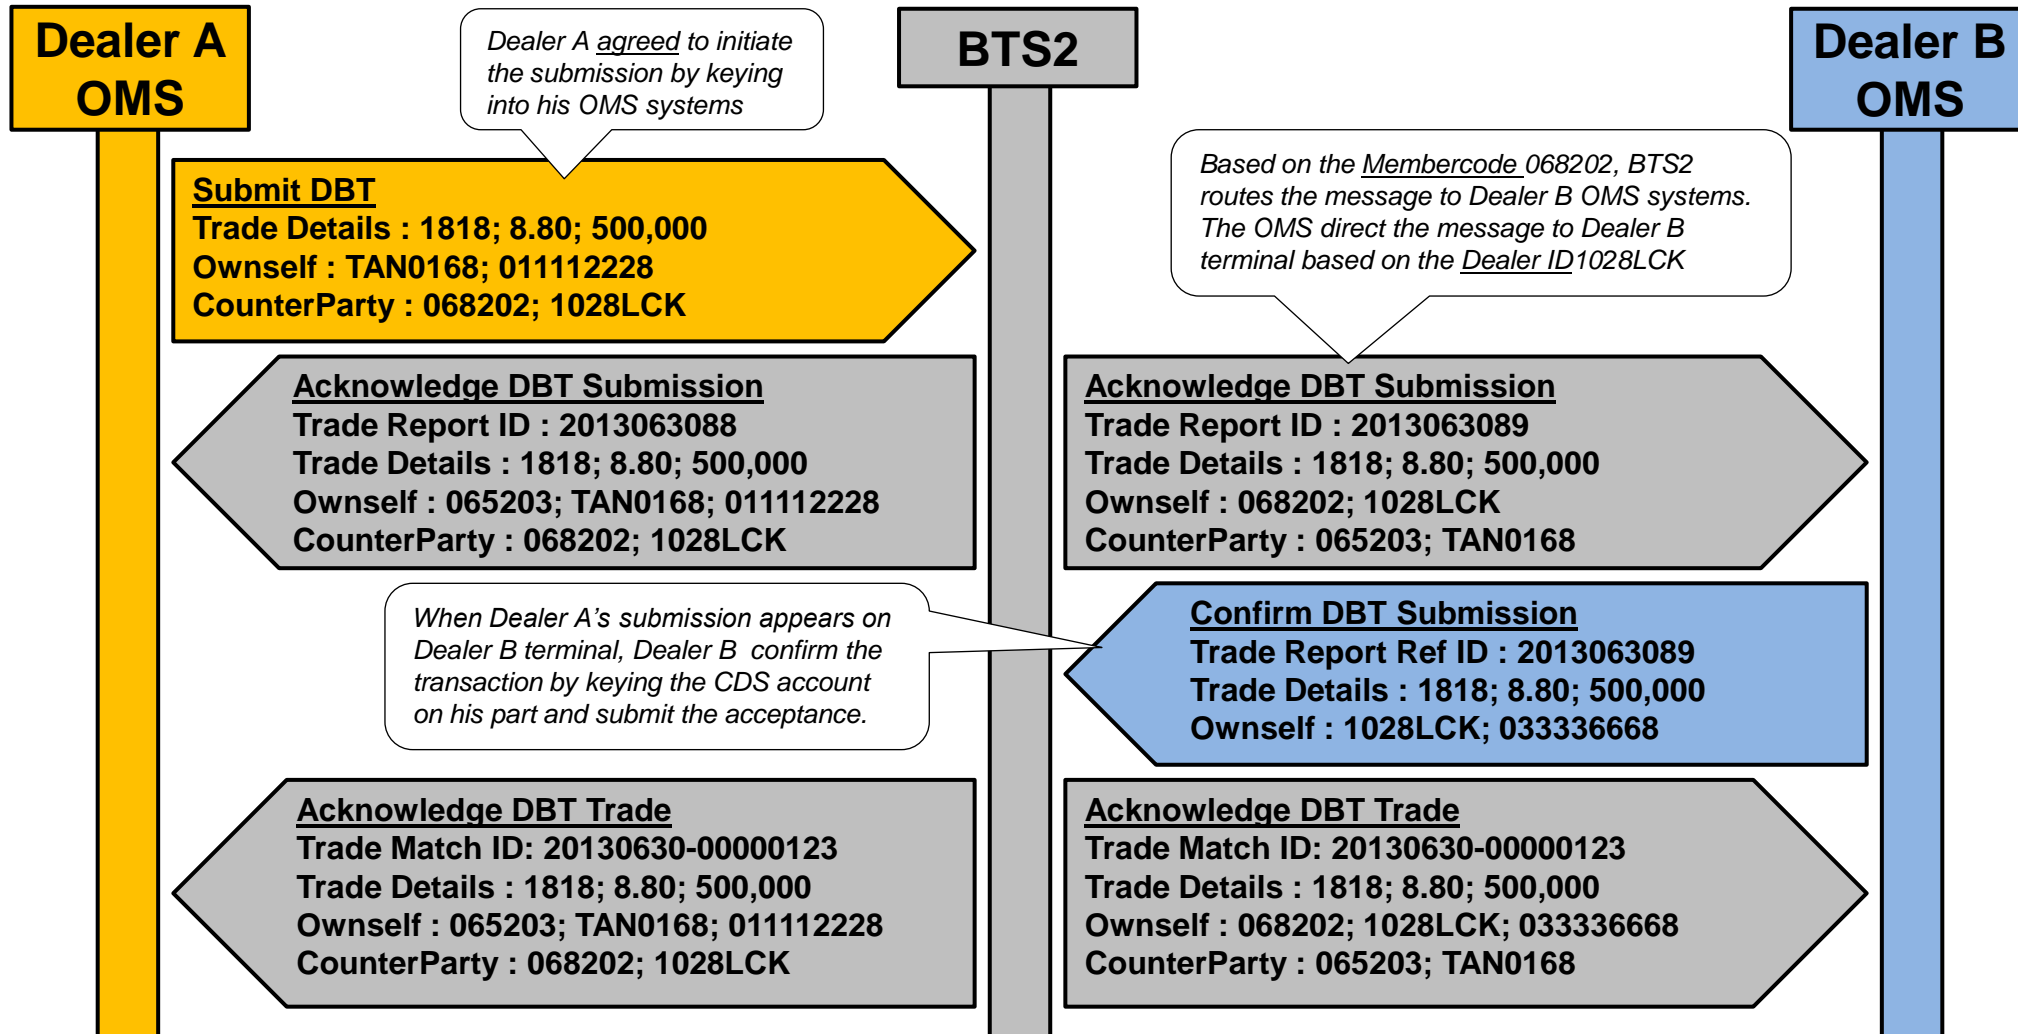 Dealer A
OMS
BTS2
Dealer B
OMS
Dealer A agreed to initiate
the submission by keying
into his OMS systems
Submit DBT
Trade Details : 1818; 8.80; 500,000
Ownself : TAN0168; 011112228
CounterParty : 068202; 1028LCK
Based on the Membercode 068202, BTS2
routes the message to Dealer B OMS systems.
The OMS direct the message to Dealer B
terminal based on the Dealer ID1028LCK
Acknowledge DBT Submission
Trade Report ID : 2013063088
Trade Details : 1818; 8.80; 500,000
Ownself : 065203; TAN0168; 011112228
CounterParty : 068202; 1028LCK
Acknowledge DBT Submission
Trade Report ID : 2013063089
Trade Details : 1818; 8.80; 500,000
Ownself : 068202; 1028LCK
CounterParty : 065203; TAN0168
When Dealer A’s submission appears on
Dealer B terminal, Dealer B  confirm the
transaction by keying the CDS account
on his part and submit the acceptance.
Confirm DBT Submission
Trade Report Ref ID : 2013063089
Trade Details : 1818; 8.80; 500,000
Ownself : 1028LCK; 033336668
Acknowledge DBT Trade
Trade Match ID: 20130630-00000123
Trade Details : 1818; 8.80; 500,000
Ownself : 065203; TAN0168; 011112228
CounterParty : 068202; 1028LCK
Acknowledge DBT Trade
Trade Match ID: 20130630-00000123
Trade Details : 1818; 8.80; 500,000
Ownself : 068202; 1028LCK; 033336668
CounterParty : 065203; TAN0168